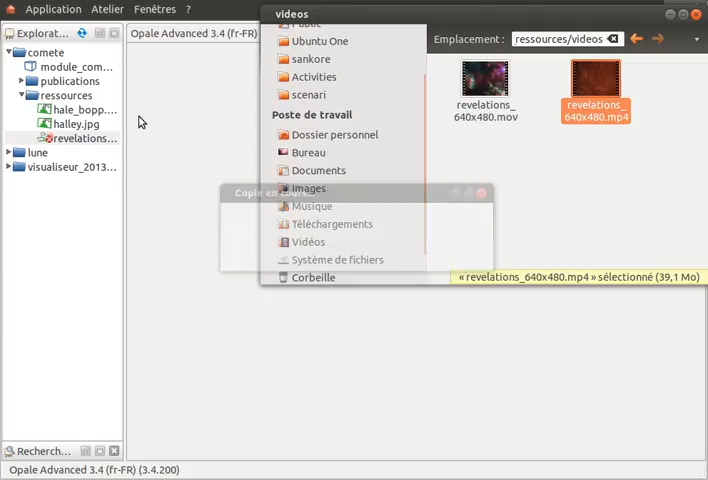 Application Atelier Fenêtres ?
Explorat...
Opale Advanced 3.4 (fr-FR)
comete
module_com...
publications
ressources
hale_bopp....
halley.jpg
revelations...
lune
visualiseur_2013...
Recherch...
Opale Advanced 3.4 (fr-FR) (3.4.200)
videos
Public
Ubuntu One
sankore
Activities
scenari
Poste de travail
Dossier personnel
Bureau
Documents
Images
Musique
Téléchargements
Vidéos
Système de fichiers
Corbeille
Copie en cours...
Emplacement : ressources/videos
revelations_
640x480.mov
revelations_
640x480.mp4
« revelations_640x480.mp4 » sélectionné (39,1 Mo)